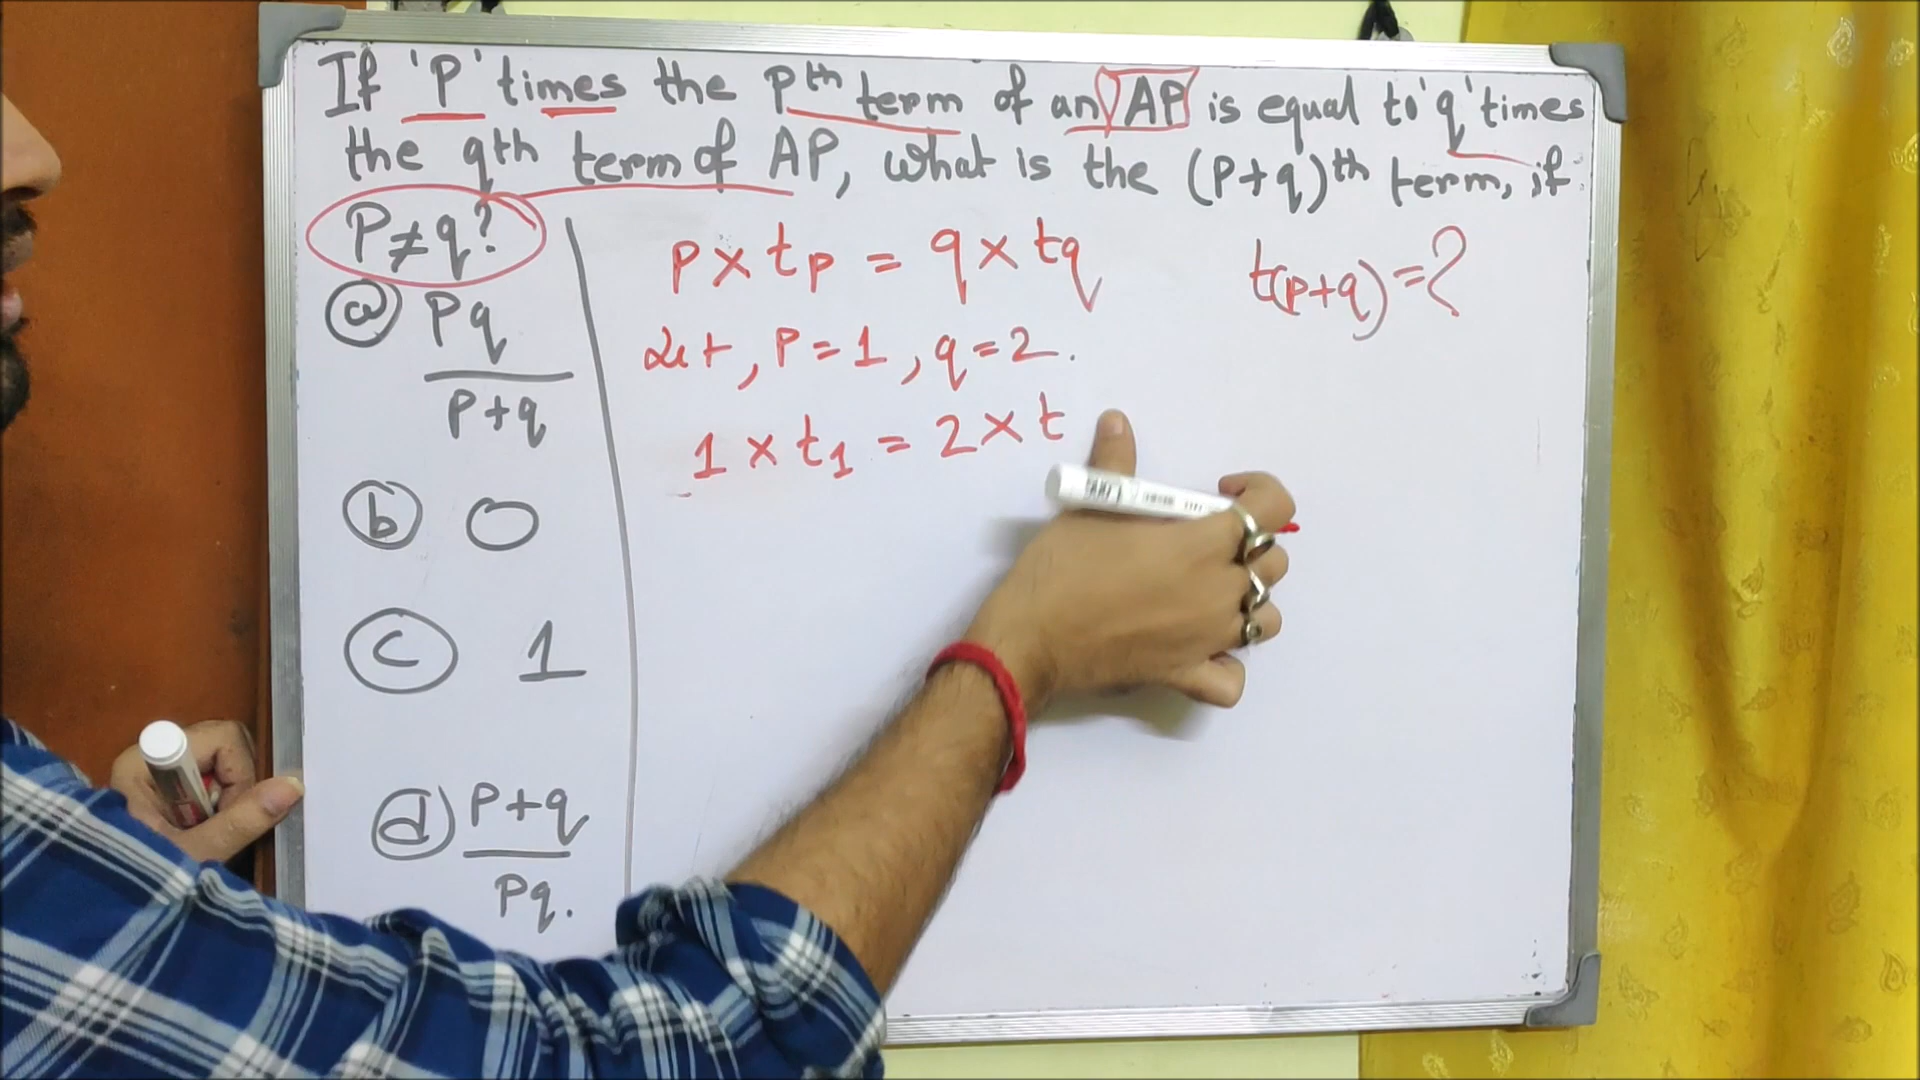 If 'P' times the pth term of an AP is equal to 'q' times
the qth term of AP, what is the (P+q)th term, if
P≠q?
p × tp = q × tq
t(p+q) = ?
Let, P=1, q=2.
1 × t1 = 2 × t
(a) Pq/P+q
(b) 0
(c) 1
(d) P+q/Pq.